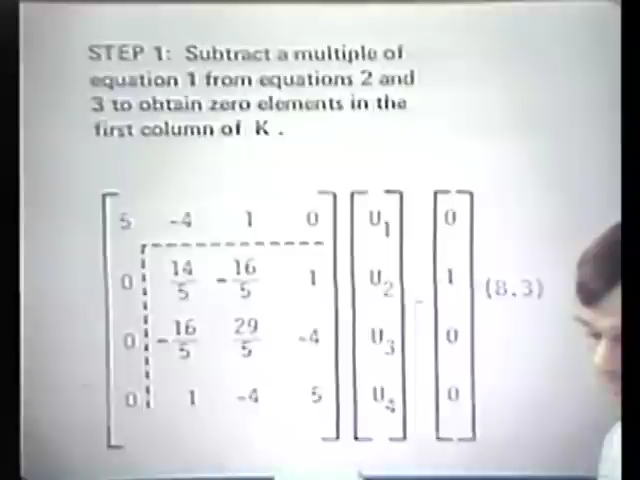 STEP 1: Subtract a multiple of
equation 1 from equations 2 and
3 to obtain zero elements in the
first column of K .
5 -4 1 0 U1 0
0 14/5 -16/5 1 U2 = 1 (8.3)
0 -16/5 29/5 -4 U3 0
0 1 -4 5 U4 0